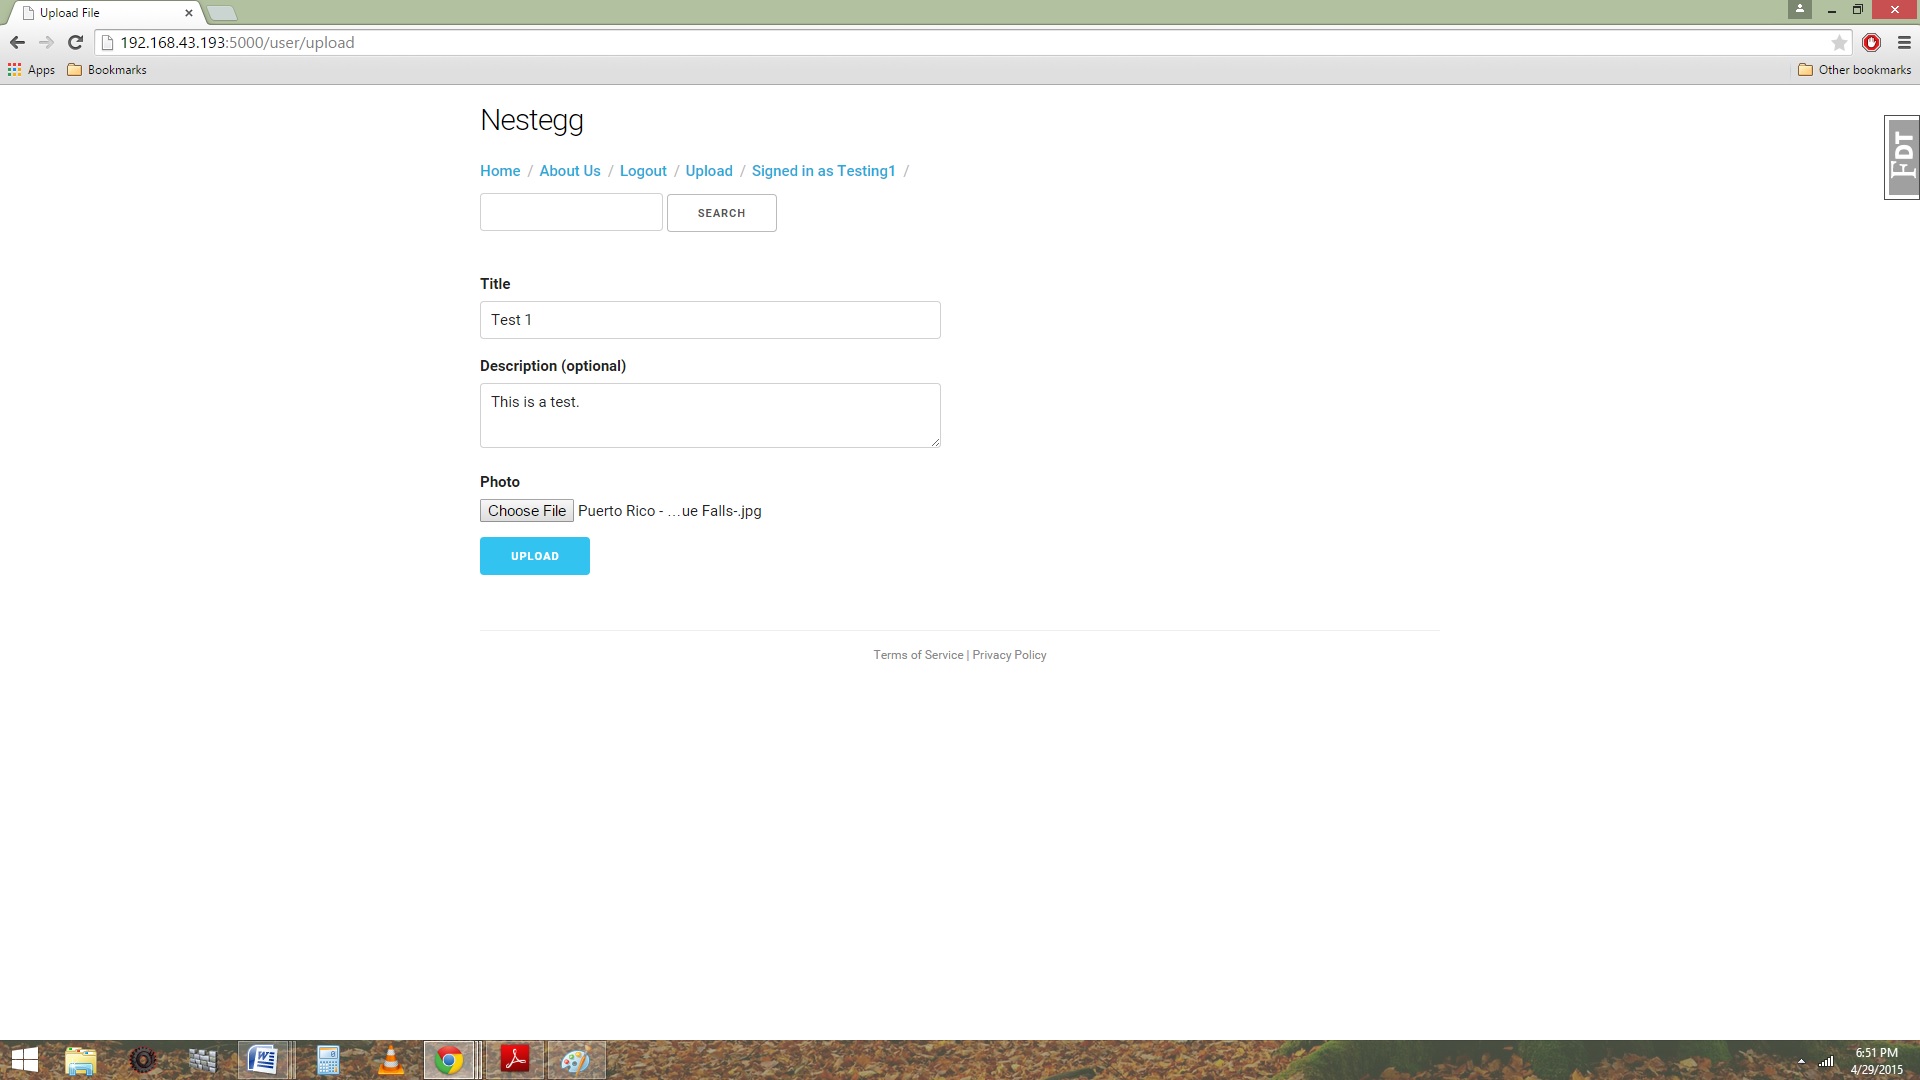 Upload File
192.168.43.193:5000/user/upload
Apps Bookmarks Other bookmarks
Nestegg
FDT
Home / About Us / Logout / Upload / Signed in as Testing1 /
SEARCH
Title
Test 1
Description (optional)
This is a test.
Photo
Choose File Puerto Rico - ...ue Falls-.jpg
UPLOAD
Terms of Service | Privacy Policy
6:51 PM
4/29/2015